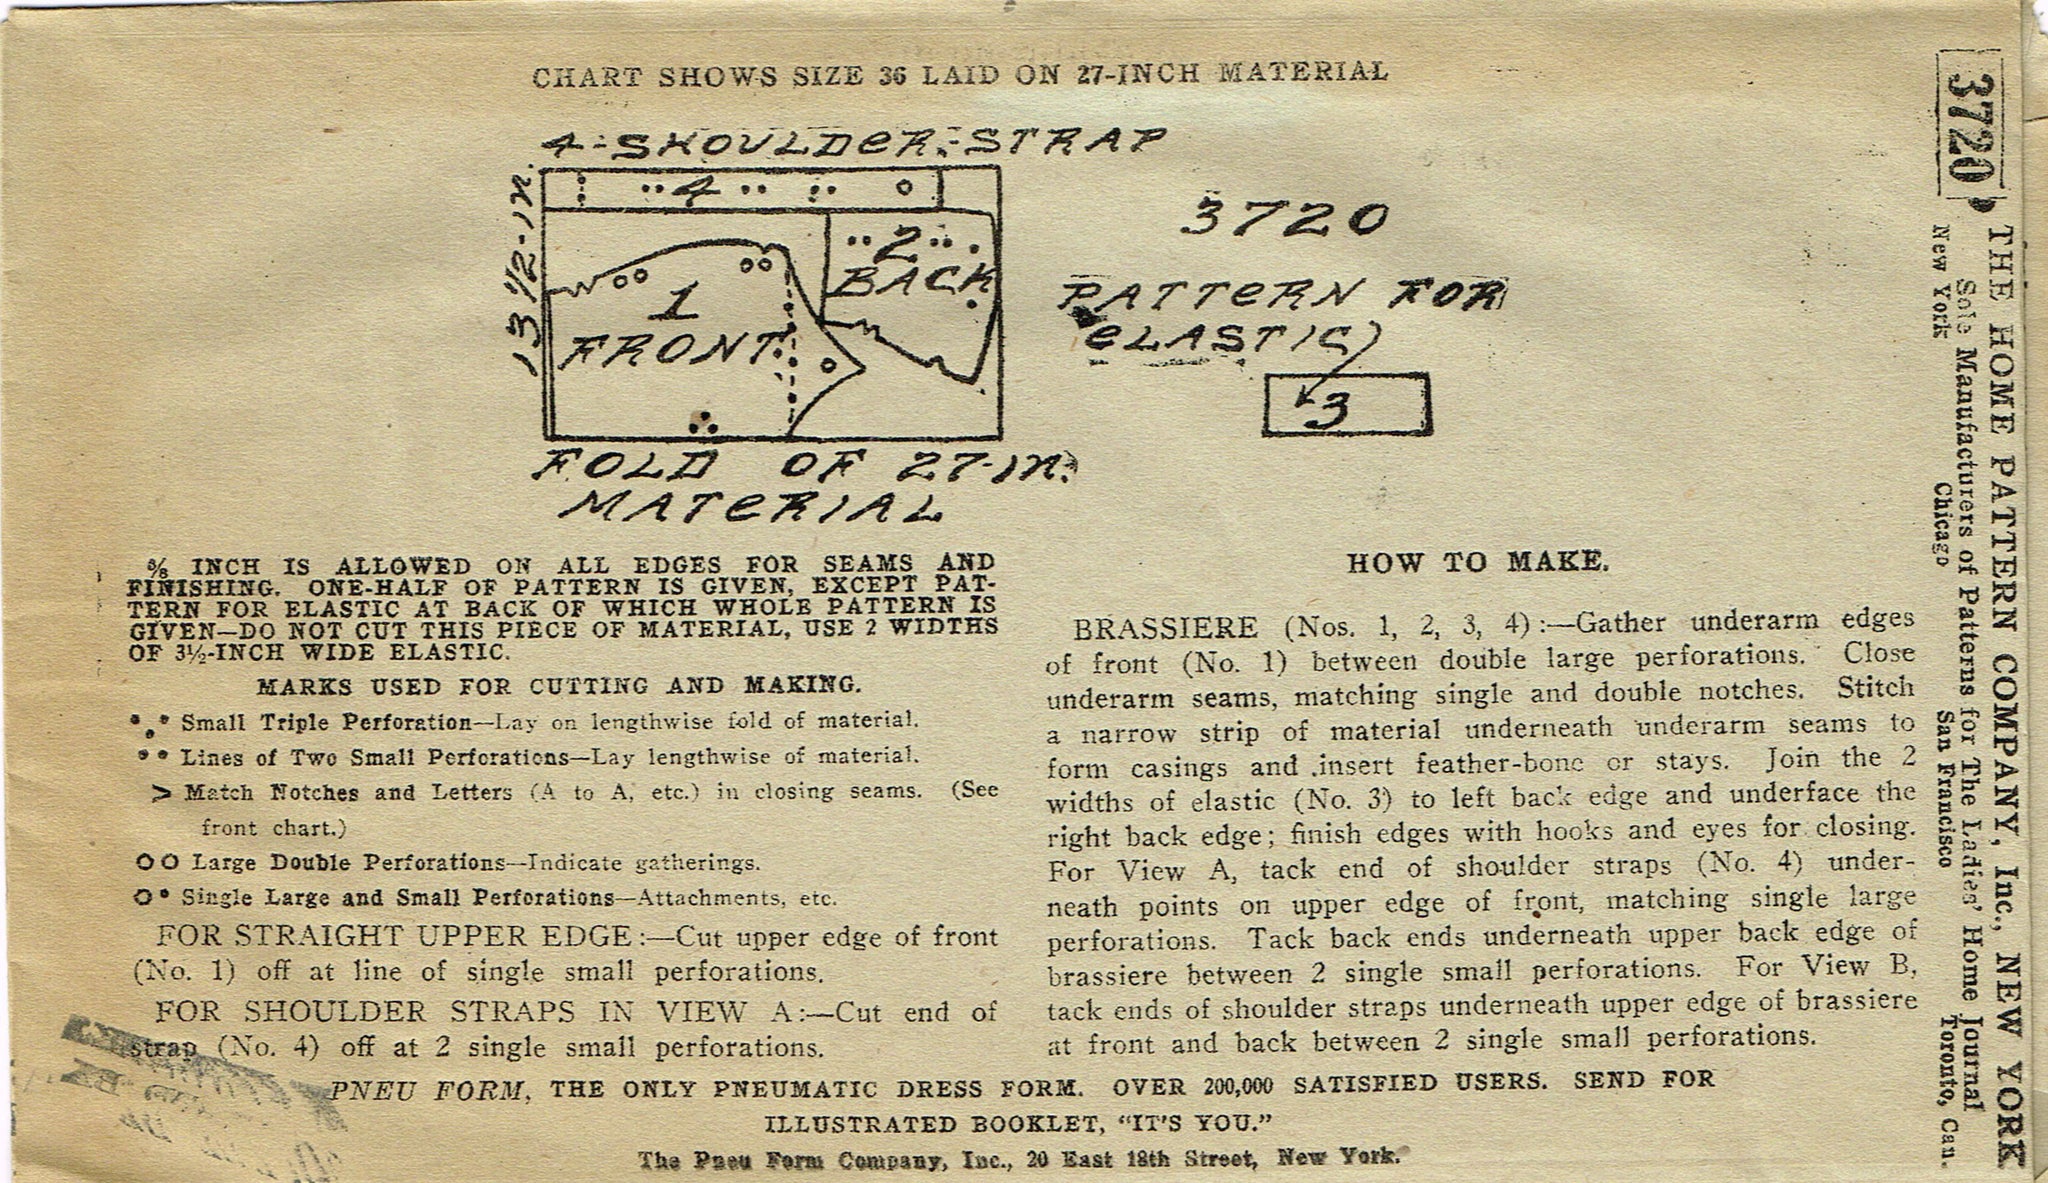 CHART SHOWS SIZE 36 LAID ON 27-INCH MATERIAL
4-SHOULDER-STRAP
13 1/2-IN.
4
2
BACK
1
FRONT
FOLD OF 27-IN.
MATERIAL
3720
PATTERN FOR
ELASTIC
3
⅜ INCH IS ALLOWED ON ALL EDGES FOR SEAMS AND
FINISHING. ONE-HALF OF PATTERN IS GIVEN, EXCEPT PAT-
TERN FOR ELASTIC AT BACK OF WHICH WHOLE PATTERN IS
GIVEN—DO NOT CUT THIS PIECE OF MATERIAL, USE 2 WIDTHS
OF 3½-INCH WIDE ELASTIC.
MARKS USED FOR CUTTING AND MAKING.
Small Triple Perforation—Lay on lengthwise fold of material.
Lines of Two Small Perforations—Lay lengthwise of material.
> Match Notches and Letters (A to A, etc.) in closing seams. (See
front chart.)
Large Double Perforations—Indicate gatherings.
Single Large and Small Perforations—Attachments, etc.
FOR STRAIGHT UPPER EDGE:—Cut upper edge of front
(No. 1) off at line of single small perforations.
FOR SHOULDER STRAPS IN VIEW A:—Cut end of
strap (No. 4) off at 2 single small perforations.
HOW TO MAKE.
BRASSIERE (Nos. 1, 2, 3, 4):—Gather underarm edges
of front (No. 1) between double large perforations. Close
underarm seams, matching single and double notches. Stitch
a narrow strip of material underneath underarm seams to
form casings and insert feather-bone or stays. Join the 2
widths of elastic (No. 3) to left back edge and underface the
right back edge; finish edges with hooks and eyes for closing.
For View A, tack end of shoulder straps (No. 4) under-
neath points on upper edge of front, matching single large
perforations. Tack back ends underneath upper back edge of
brassiere between 2 single small perforations. For View B,
tack ends of shoulder straps underneath upper edge of brassiere
at front and back between 2 single small perforations.
PNEU FORM, THE ONLY PNEUMATIC DRESS FORM. OVER 200,000 SATISFIED USERS. SEND FOR
ILLUSTRATED BOOKLET, "IT'S YOU."
The Pneu Form Company, Inc., 20 East 18th Street, New York.
3720
THE HOME PATTERN COMPANY, Inc., NEW YORK
Sole Manufacturers of Patterns for The Ladies' Home Journal
New York Chicago San Francisco Toronto, Can.